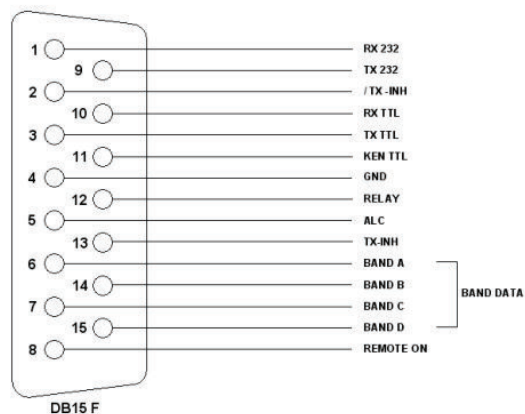 1 RX 232
9 TX 232
2 / TX -INH
10 RX TTL
3 TX TTL
11 KEN TTL
4 GND
12 RELAY
5 ALC
13 TX-INH
6 BAND A
14 BAND B
7 BAND C
15 BAND D
8 REMOTE ON
BAND DATA
DB15 F